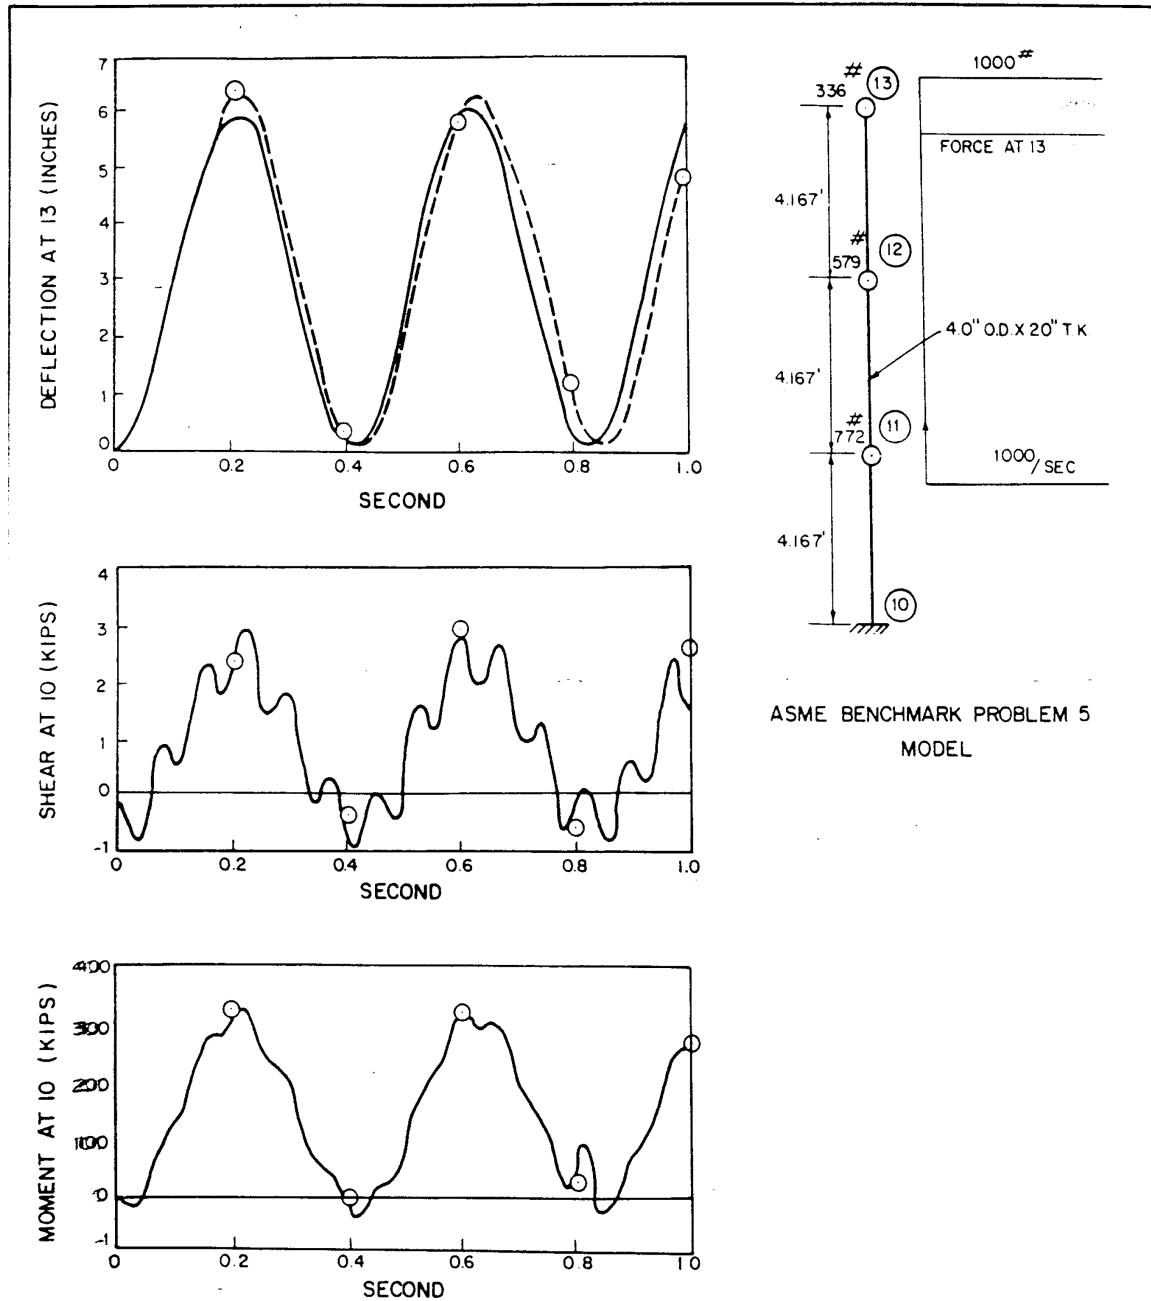 DEFLECTION AT 13 (INCHES)
7
6
5
4
3
2
1
0
0 0.2 0.4 0.6 0.8 1.0
SECOND
SHEAR AT 10 (KIPS)
4
3
2
1
0
-1
0 0.2 0.4 0.6 0.8 1.0
SECOND
MOMENT AT 10 (KIPS)
400
300
200
100
0
-1
0 0.2 0.4 0.6 0.8 1.0
SECOND
336 # 13
1000 #
FORCE AT 13
4.167'
579 # 12
4.0" O.D. X 20" T.K
4.167'
772 # 11
1000/SEC
4.167'
10
ASME BENCHMARK PROBLEM 5
MODEL